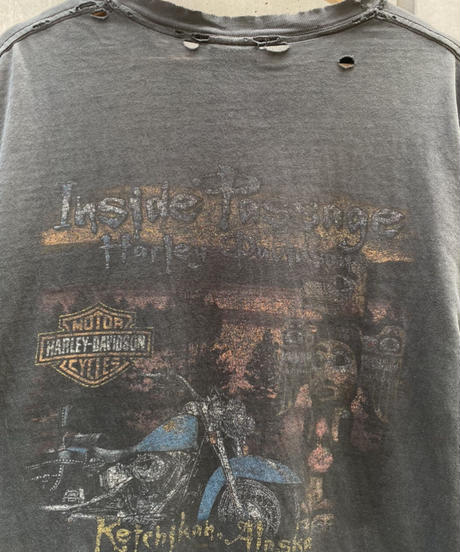 Inside Passage
Harley-Davidson
MOTOR
HARLEY-DAVIDSON
CYCLES
Ketchikan, Alaska